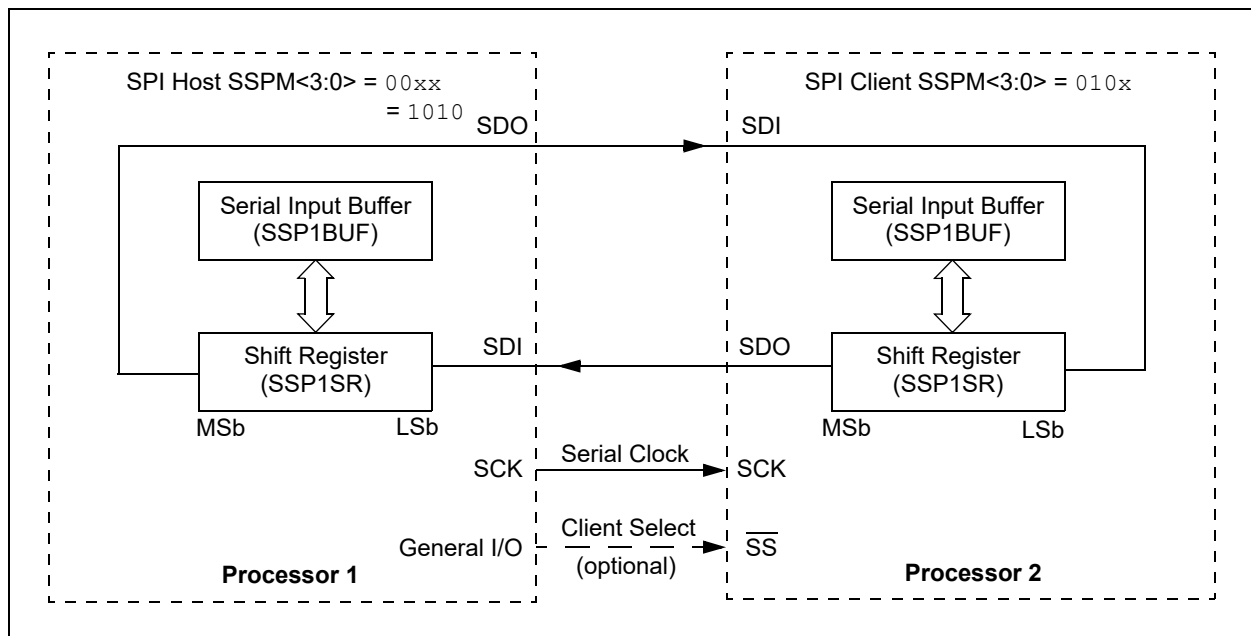 SPI Host SSPM<3:0> = 00xx
= 1010
SDO
Serial Input Buffer
(SSP1BUF)
Shift Register
(SSP1SR)
MSb
LSb
SDI
SCK
General I/O
Processor 1
Serial Clock
Client Select
(optional)
SPI Client SSPM<3:0> = 010x
SDI
Serial Input Buffer
(SSP1BUF)
SDO
Shift Register
(SSP1SR)
MSb
LSb
SCK
SS
Processor 2